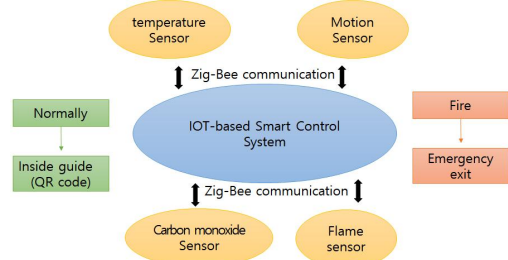 temperature
Sensor
Motion
Sensor
Zig-Bee communication
Normally
Inside guide
(QR code)
IOT-based Smart Control
System
Fire
Emergency
exit
Zig-Bee communication
Carbon monoxide
Sensor
Flame
sensor